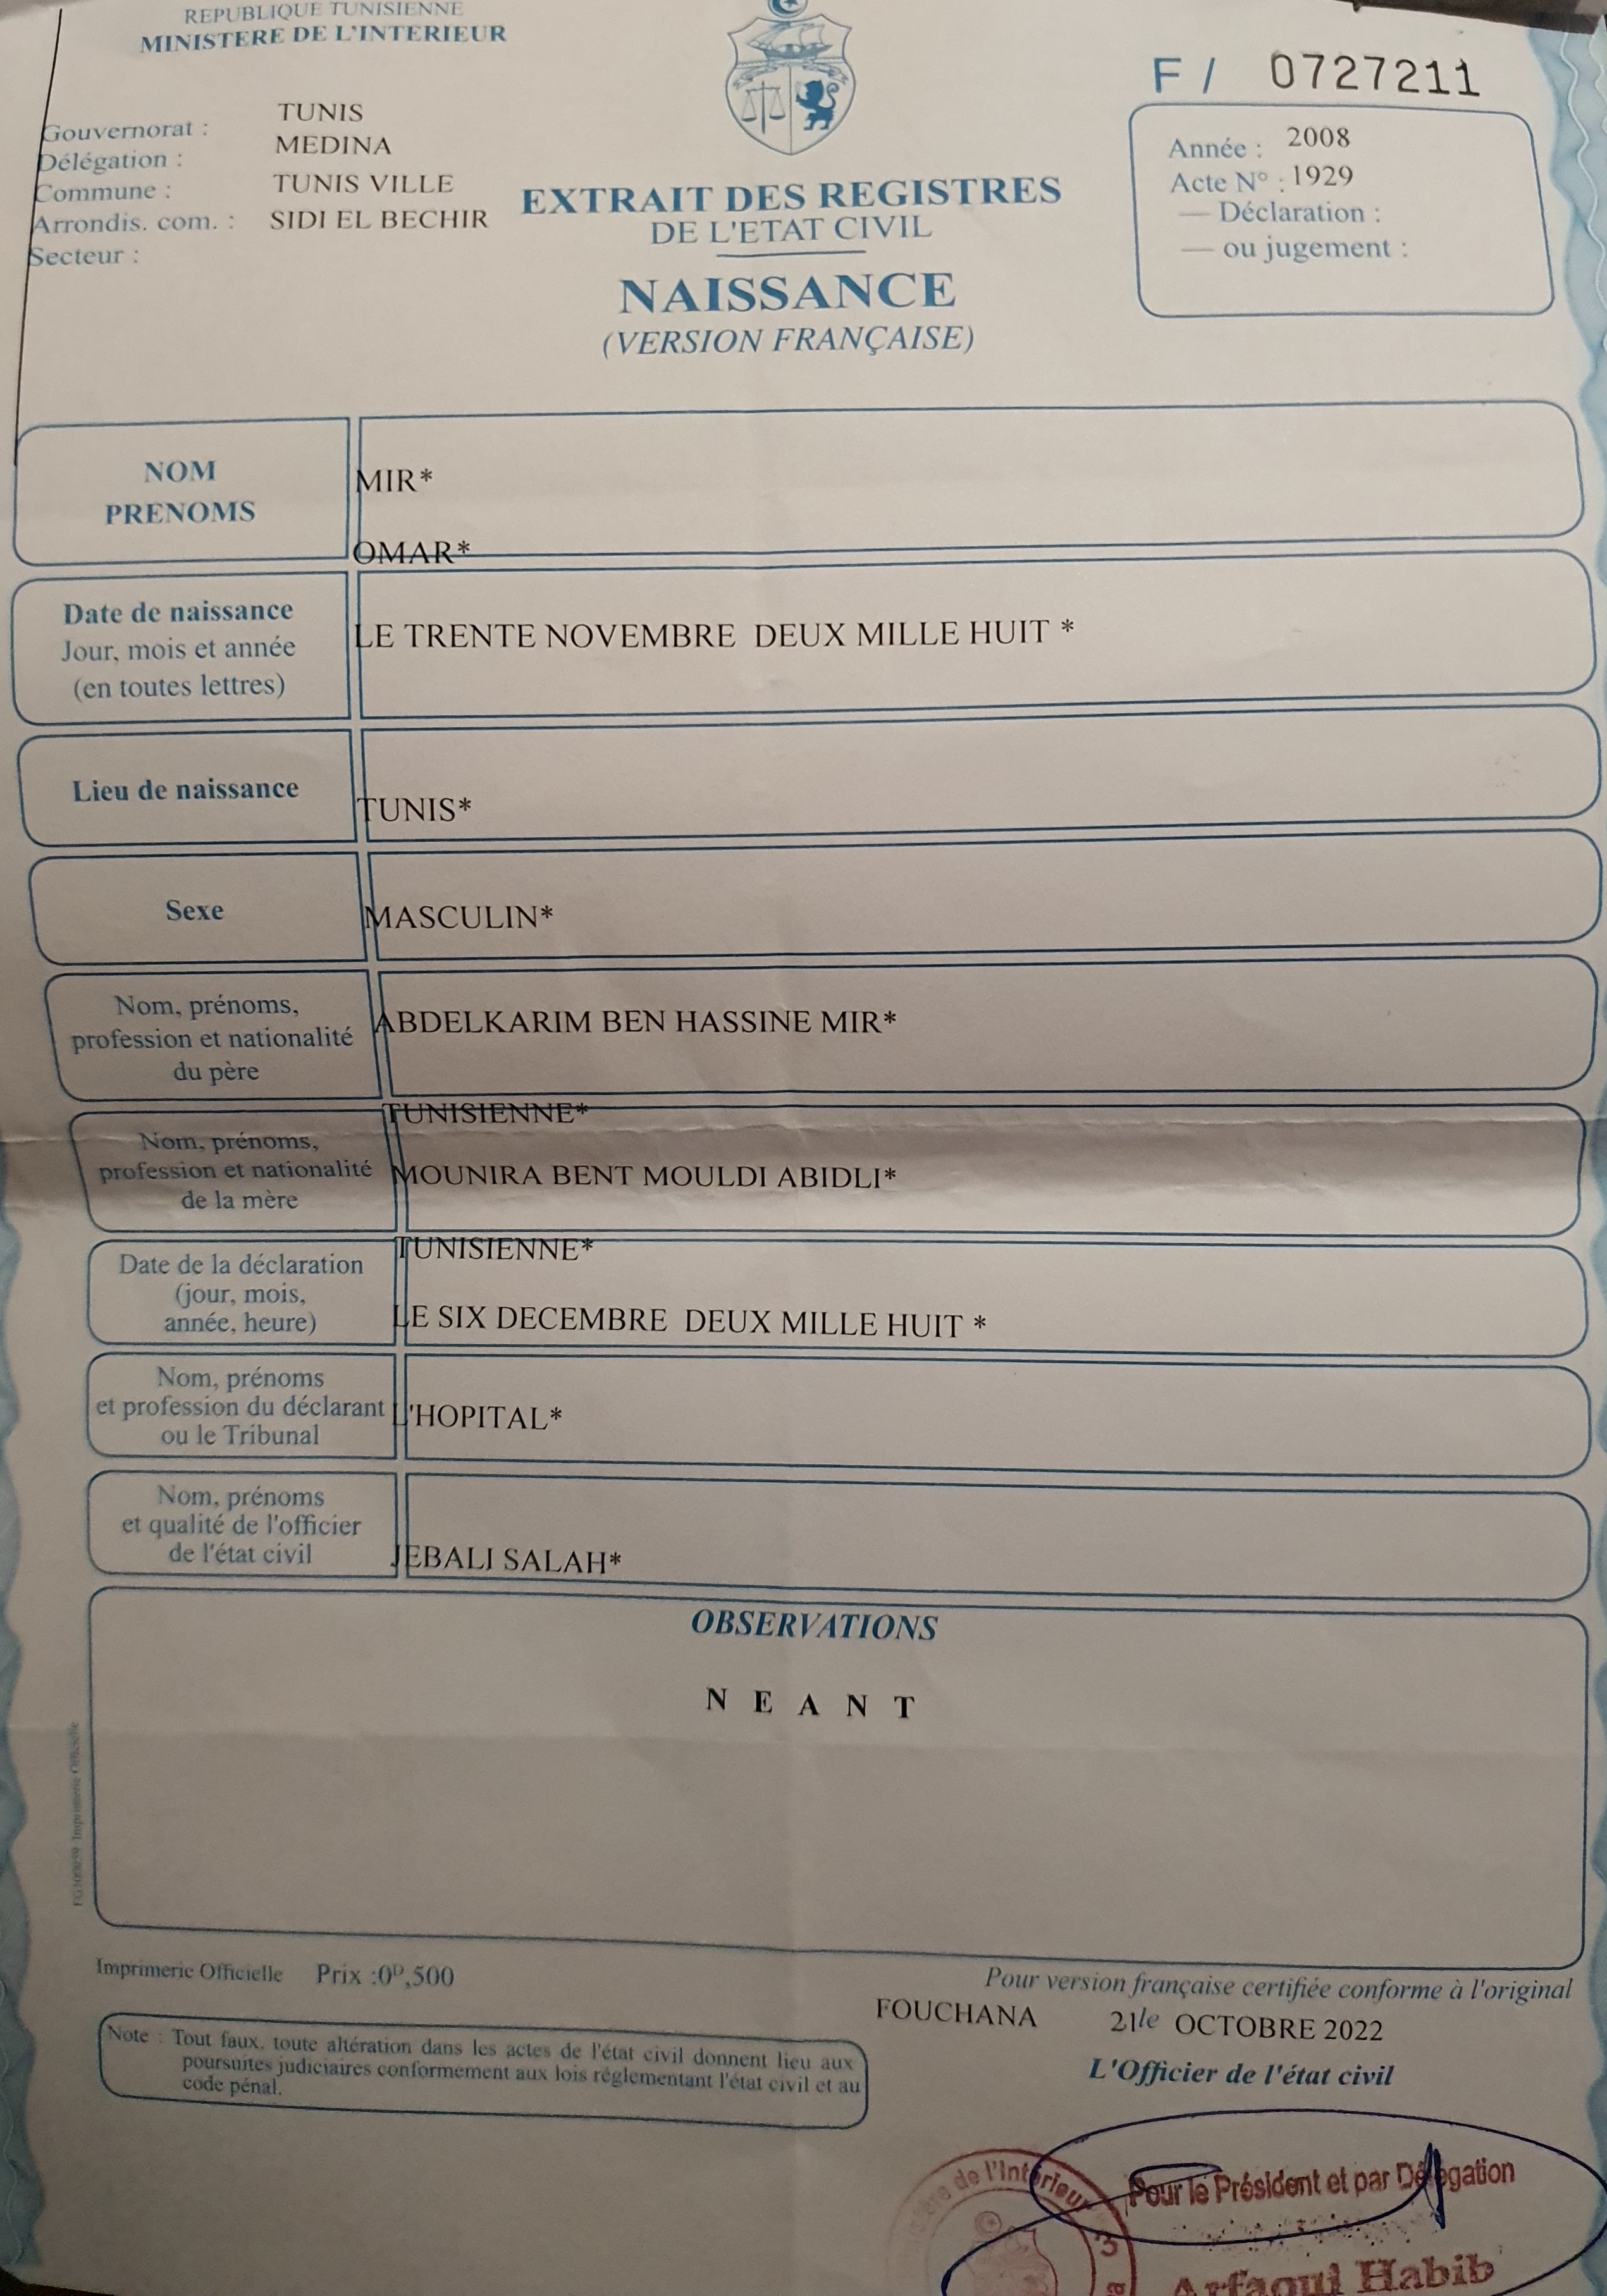 REPUBLIQUE TUNISIENNE
MINISTERE DE L'INTERIEUR
F / 0727211
Gouvernorat : TUNIS
Délégation : MEDINA
Commune : TUNIS VILLE
Arrondis. com. : SIDI EL BECHIR
Secteur :
EXTRAIT DES REGISTRES
DE L'ETAT CIVIL
NAISSANCE
(VERSION FRANÇAISE)
Année : 2008
Acte N° : 1929
— Déclaration :
— ou jugement :
NOM
PRENOMS
MIR*
OMAR*
Date de naissance
Jour, mois et année
(en toutes lettres)
LE TRENTE NOVEMBRE DEUX MILLE HUIT *
Lieu de naissance
TUNIS*
Sexe
MASCULIN*
Nom, prénoms,
profession et nationalité
du père
ABDELKARIM BEN HASSINE MIR*
TUNISIENNE*
Nom, prénoms,
profession et nationalité
de la mère
MOUNIRA BENT MOULDI ABIDLI*
TUNISIENNE*
Date de la déclaration
(jour, mois,
année, heure)
LE SIX DECEMBRE DEUX MILLE HUIT *
Nom, prénoms
et profession du déclarant
ou le Tribunal
L'HOPITAL*
Nom, prénoms
et qualité de l'officier
de l'état civil
JEBALI SALAH*
OBSERVATIONS
N E A N T
Imprimerie Officielle
Imprimerie Officielle Prix :0ᴰ,500
Pour version française certifiée conforme à l'original
FOUCHANA 21 le OCTOBRE 2022
L'Officier de l'état civil
Note : Tout faux, toute altération dans les actes de l'état civil donnent lieu aux
poursuites judiciaires conformement aux lois réglementant l'état civil et au
code pénal.
de l'Intérieur
Pour le Président et par Délégation
Arfaoui Habib